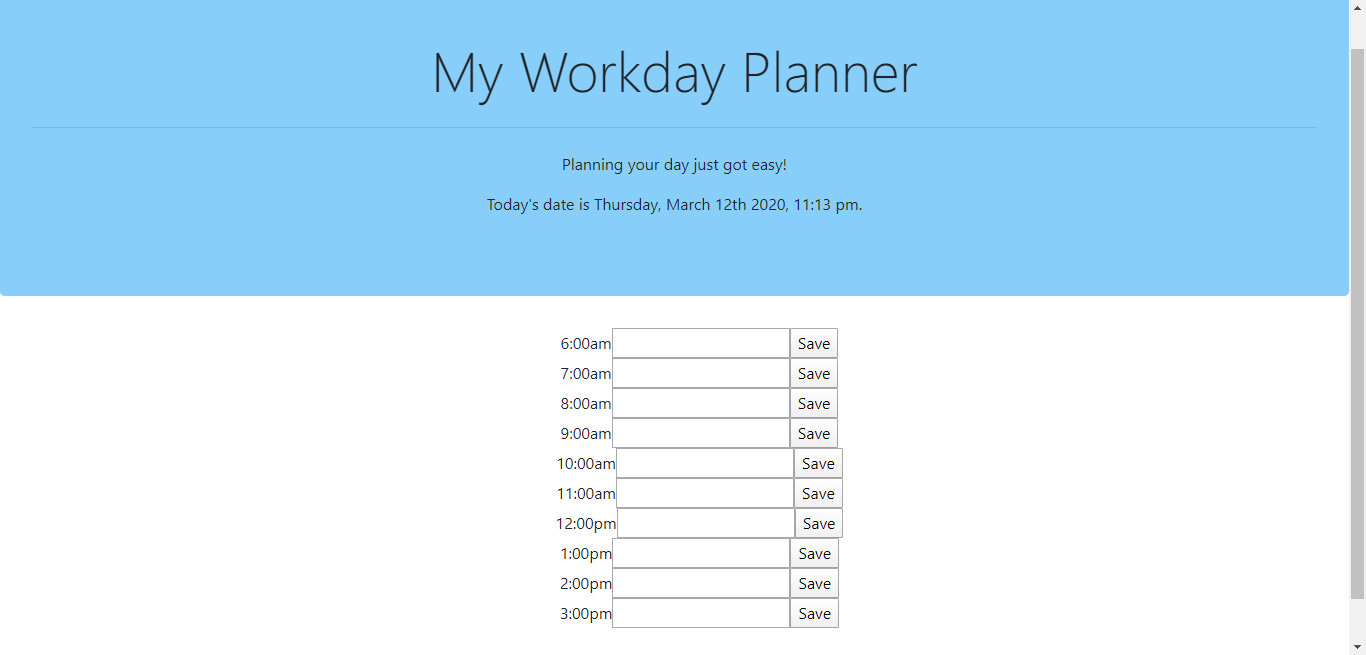 My Workday Planner
Planning your day just got easy!
Today's date is Thursday, March 12th 2020, 11:13 pm.
6:00am Save
7:00am Save
8:00am Save
9:00am Save
10:00am Save
11:00am Save
12:00pm Save
1:00pm Save
2:00pm Save
3:00pm Save